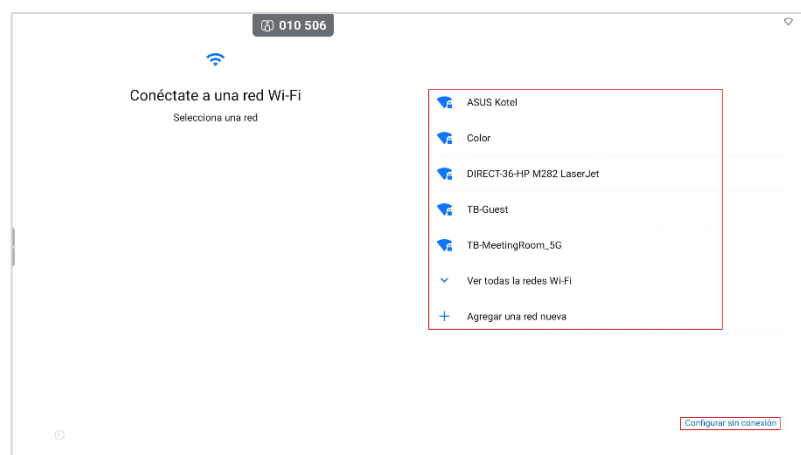 010 506
Conéctate a una red Wi-Fi
Selecciona una red
ASUS Kotel
Color
DIRECT-36-HP M282 LaserJet
TB-Guest
TB-MeetingRoom_5G
Ver todas la redes Wi-Fi
Agregar una red nueva
Configurar sin conexión